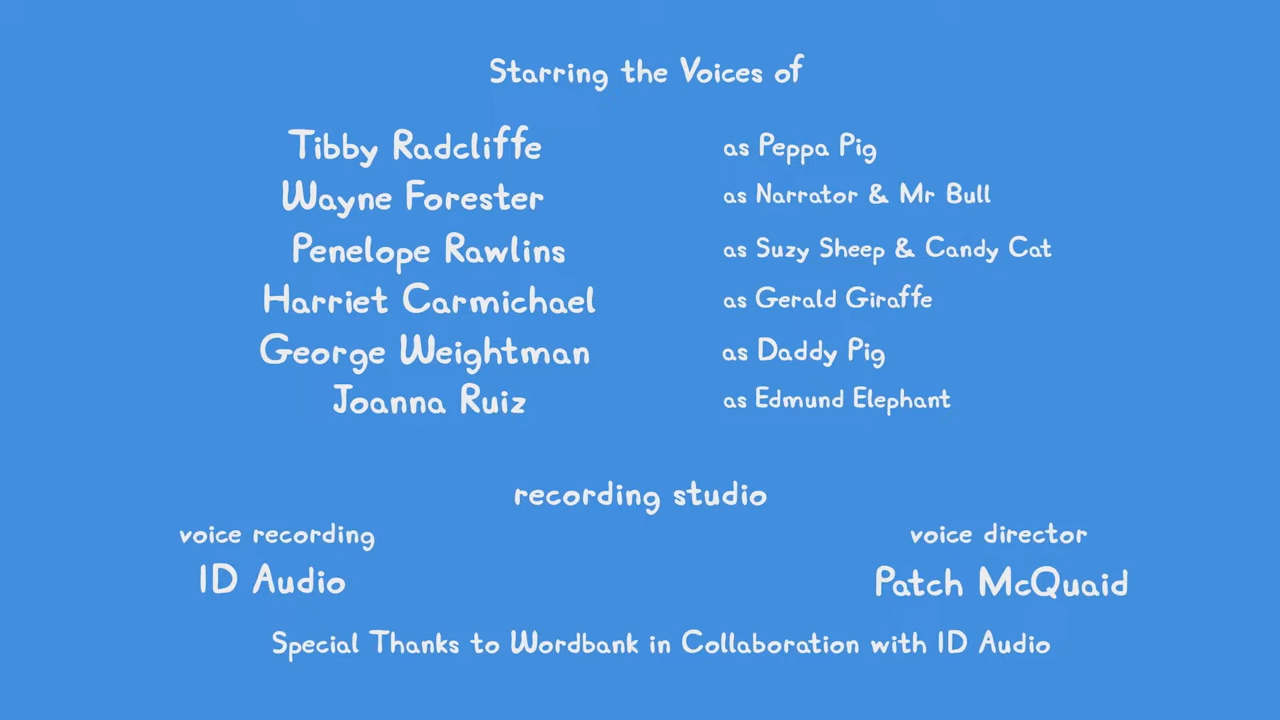 Starring the Voices of
Tibby Radcliffe as Peppa Pig
Wayne Forester as Narrator & Mr Bull
Penelope Rawlins as Suzy Sheep & Candy Cat
Harriet Carmichael as Gerald Giraffe
George Weightman as Daddy Pig
Joanna Ruiz as Edmund Elephant
recording studio
voice recording voice director
ID Audio Patch McQuaid
Special Thanks to Wordbank in Collaboration with ID Audio